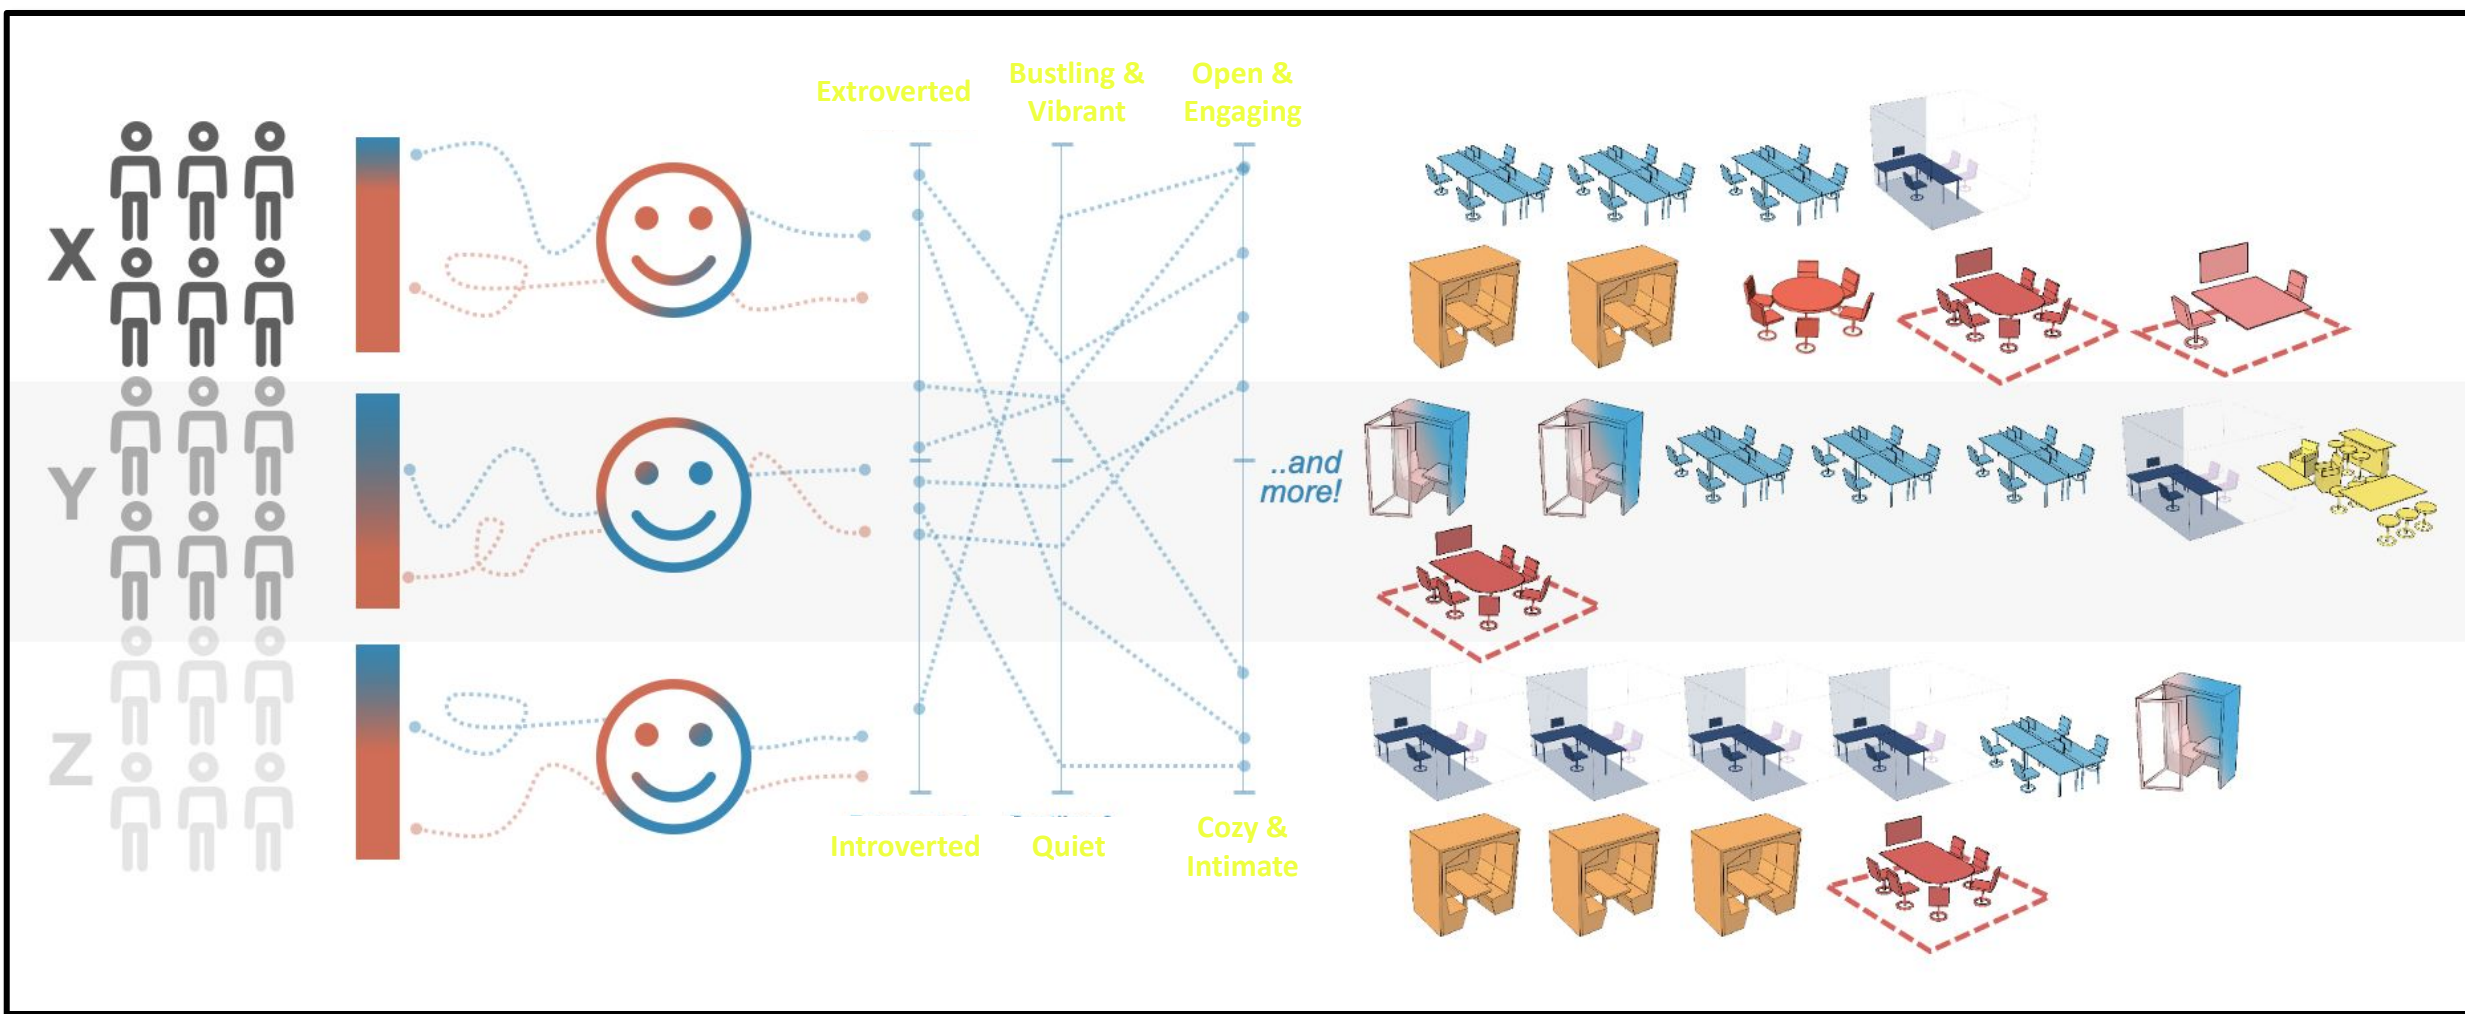 Extroverted
Bustling &
Vibrant
Open &
Engaging
X
Y
..and
more!
Z
Introverted
Quiet
Cozy &
Intimate